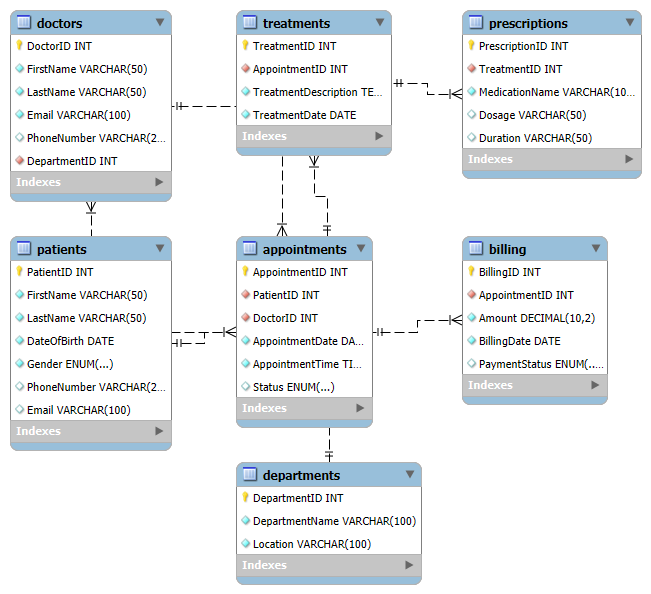 doctors
DoctorID INT
FirstName VARCHAR(50)
LastName VARCHAR(50)
Email VARCHAR(100)
PhoneNumber VARCHAR(2...
DepartmentID INT
Indexes
treatments
TreatmentID INT
AppointmentID INT
TreatmentDescription TE...
TreatmentDate DATE
Indexes
prescriptions
PrescriptionID INT
TreatmentID INT
MedicationName VARCHAR(10...
Dosage VARCHAR(50)
Duration VARCHAR(50)
Indexes
patients
PatientID INT
FirstName VARCHAR(50)
LastName VARCHAR(50)
DateOfBirth DATE
Gender ENUM(...)
PhoneNumber VARCHAR(2...
Email VARCHAR(100)
Indexes
appointments
AppointmentID INT
PatientID INT
DoctorID INT
AppointmentDate DA...
AppointmentTime TI...
Status ENUM(...)
Indexes
billing
BillingID INT
AppointmentID INT
Amount DECIMAL(10,2)
BillingDate DATE
PaymentStatus ENUM(...
Indexes
departments
DepartmentID INT
DepartmentName VARCHAR(100)
Location VARCHAR(100)
Indexes